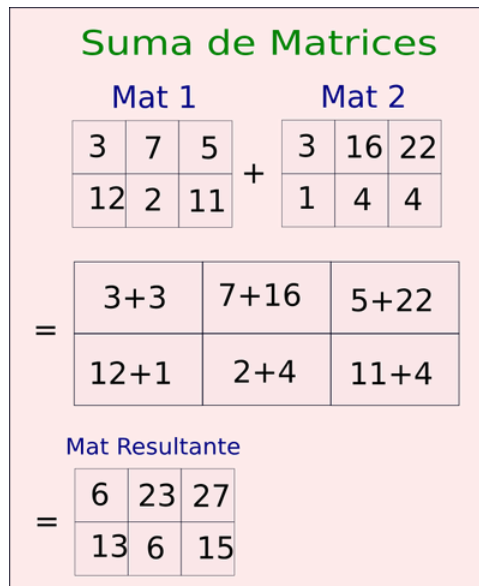 Suma de Matrices
Mat 1 Mat 2
3 7 5 3 16 22
+
12 2 11 1 4 4
3+3 7+16 5+22
=
12+1 2+4 11+4
Mat Resultante
6 23 27
=
13 6 15